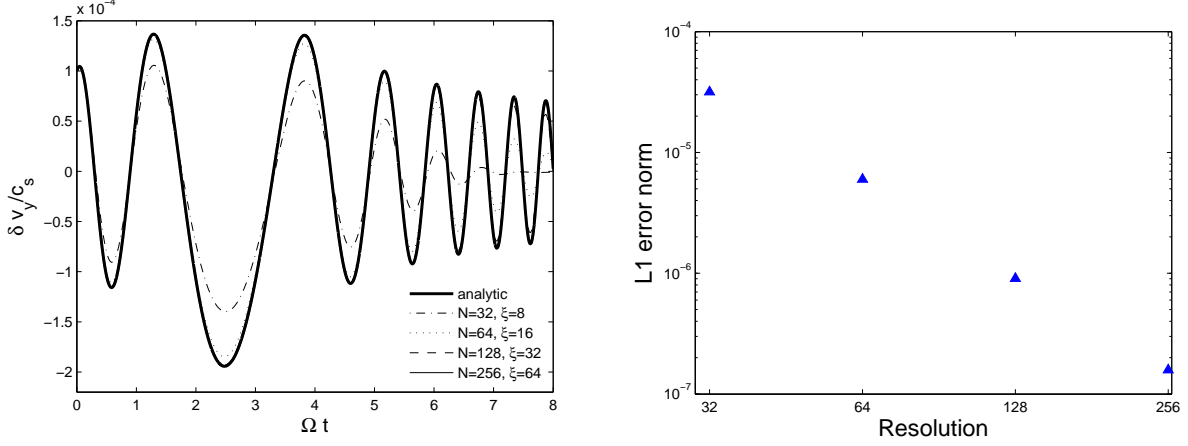 × 10⁻⁴
1.5
1
0.5
0
−0.5
−1
−1.5
−2
δ v_y/c_s
analytic
N=32, ξ=8
N=64, ξ=16
N=128, ξ=32
N=256, ξ=64
0 1 2 3 4 5 6 7 8
Ω t
10⁻⁴
10⁻⁵
10⁻⁶
10⁻⁷
L1 error norm
32 64 128 256
Resolution